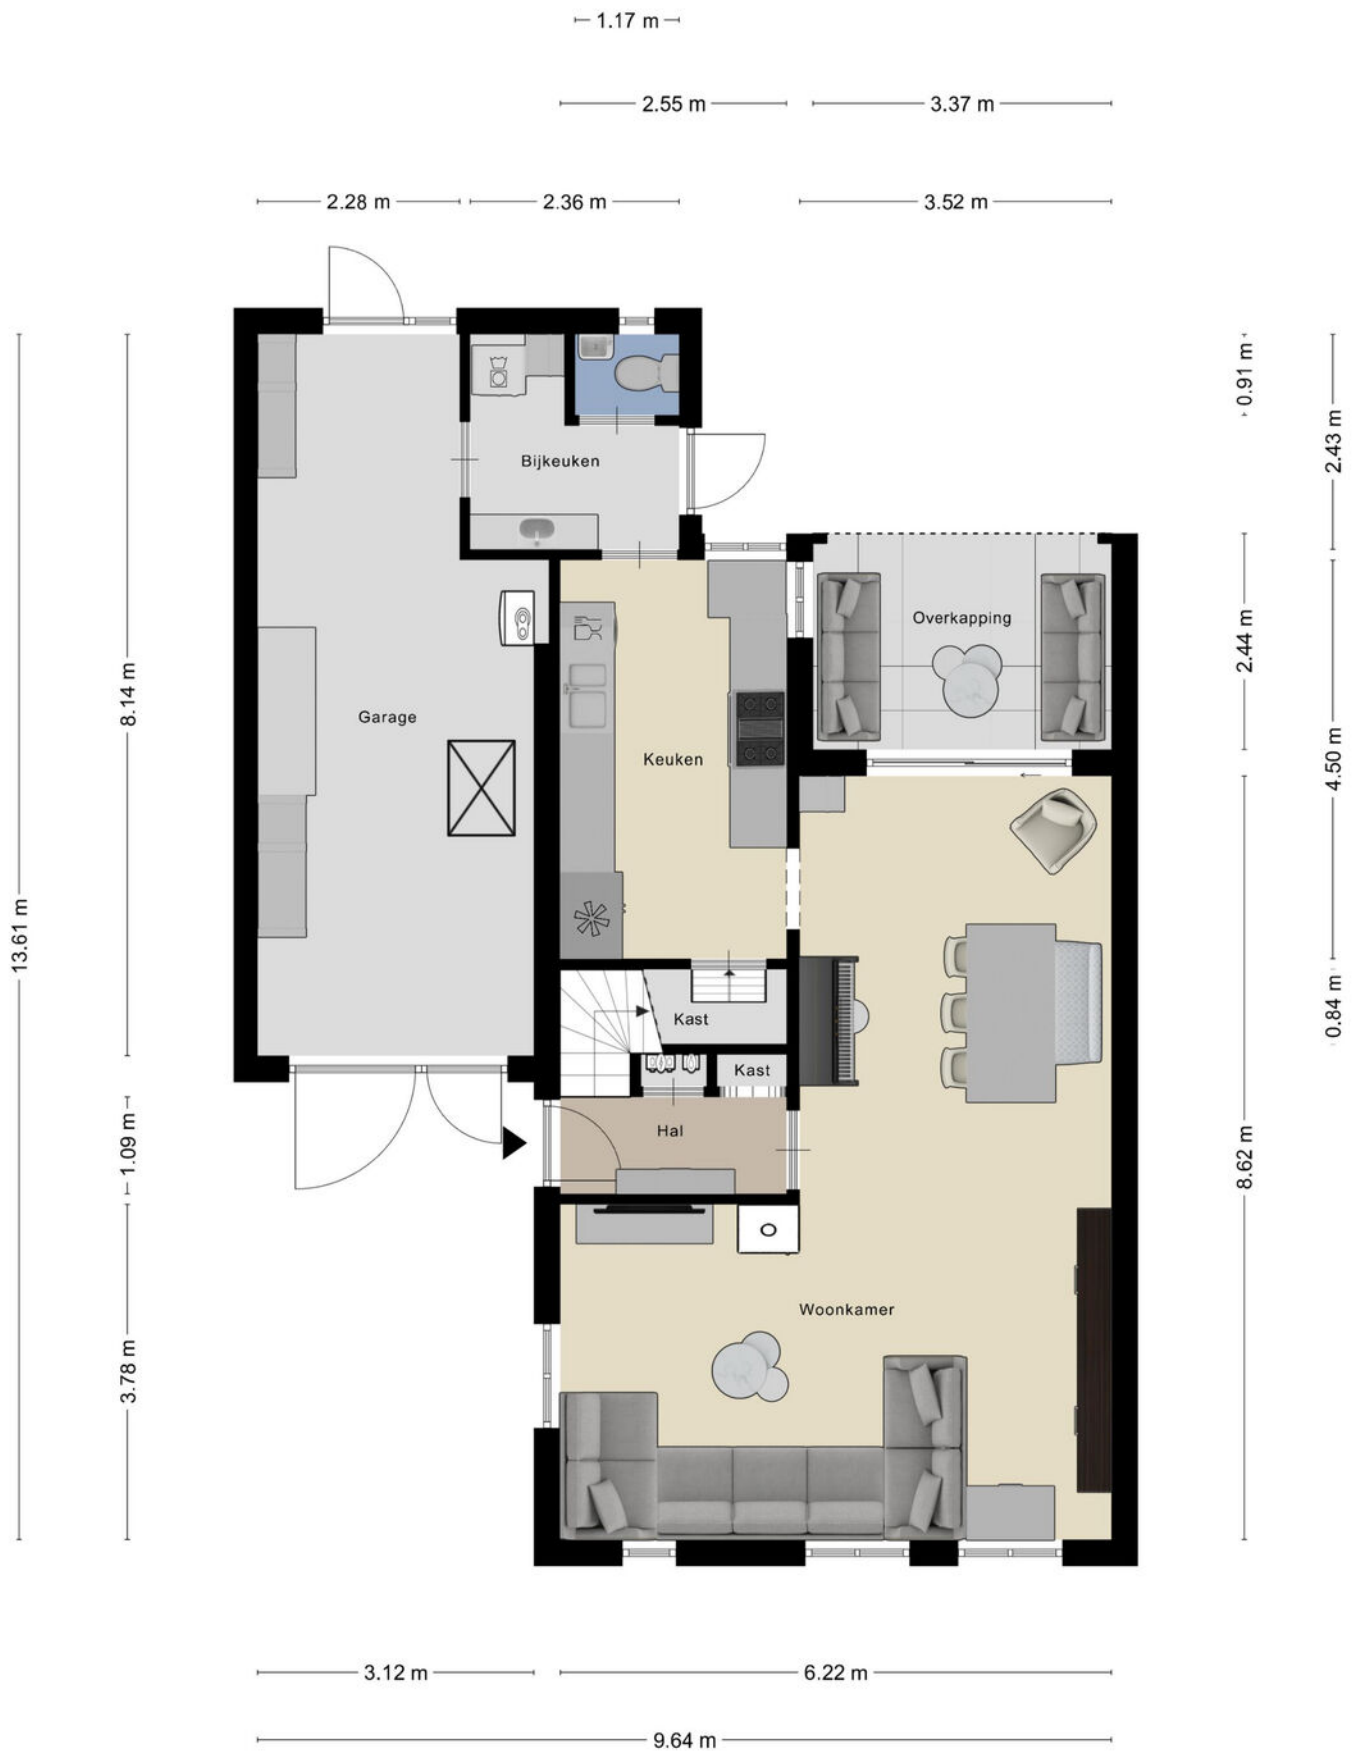 1.17 m
2.55 m
3.37 m
2.28 m
2.36 m
3.52 m
0.91 m
2.43 m
Bijkeuken
Overkapping
2.44 m
8.14 m
Garage
Keuken
4.50 m
13.61 m
0.84 m
Kast
Kast
Hal
1.09 m
8.62 m
Woonkamer
3.78 m
3.12 m
6.22 m
9.64 m